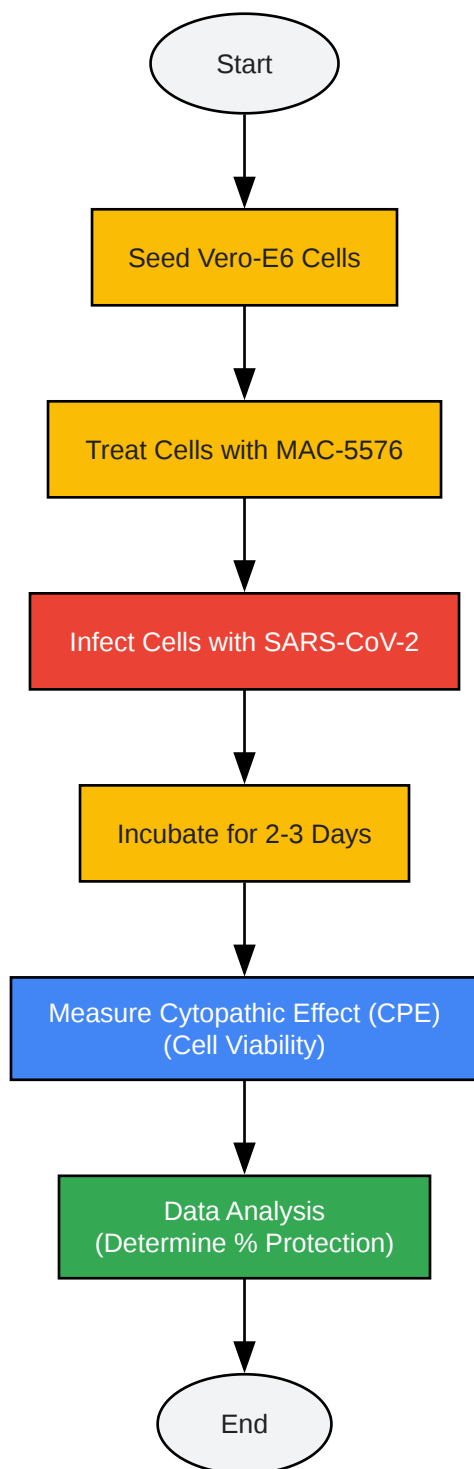 Start
Seed Vero-E6 Cells
Treat Cells with MAC-5576
Infect Cells with SARS-CoV-2
Incubate for 2-3 Days
Measure Cytopathic Effect (CPE)
(Cell Viability)
Data Analysis
(Determine % Protection)
End